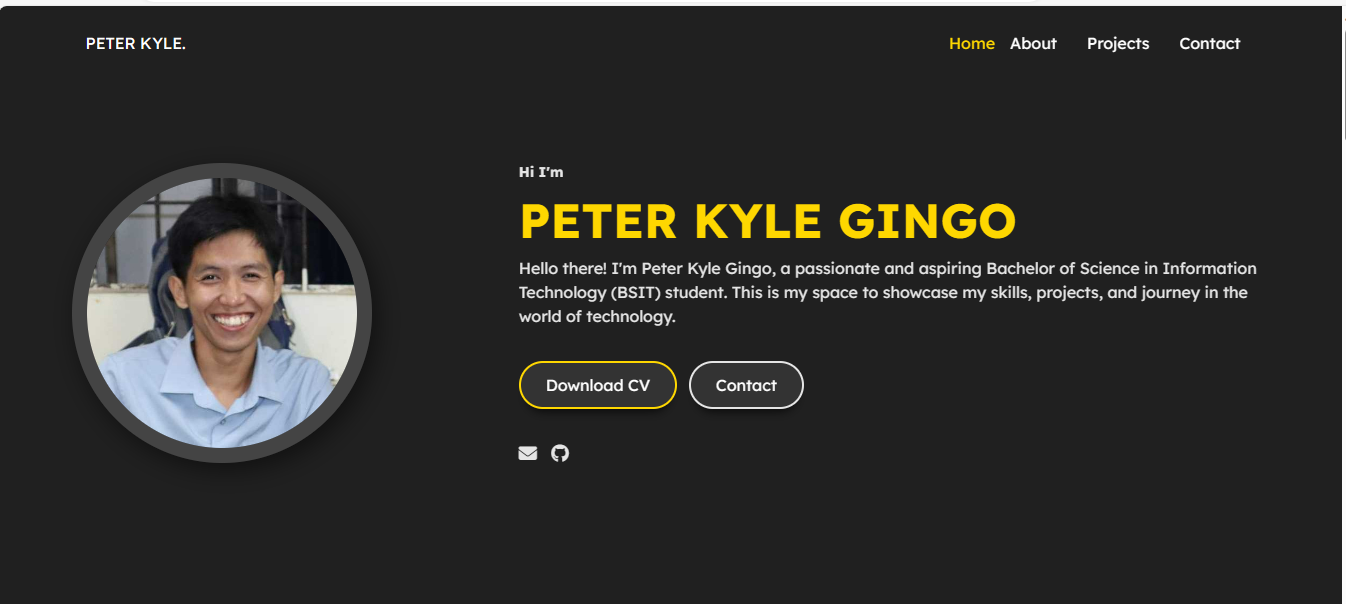 PETER KYLE.
Home About Projects Contact
Hi I'm
PETER KYLE GINGO
Hello there! I'm Peter Kyle Gingo, a passionate and aspiring Bachelor of Science in Information
Technology (BSIT) student. This is my space to showcase my skills, projects, and journey in the
world of technology.
Download CV Contact